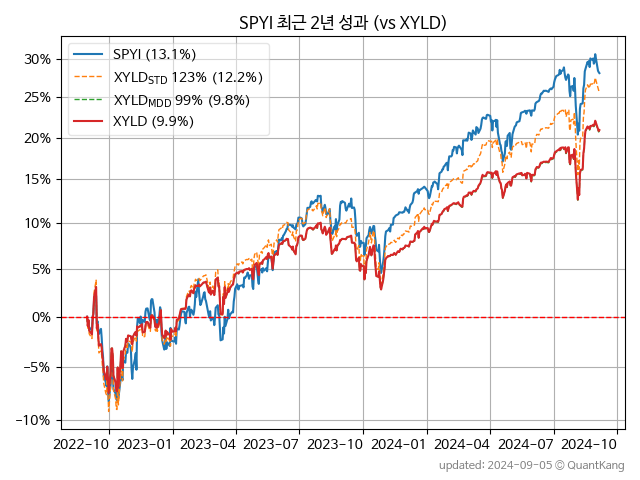 SPYI 최근 2년 성과 (vs XYLD)
SPYI (13.1%)
XYLD_STD 123% (12.2%)
XYLD_MDD 99% (9.8%)
XYLD (9.9%)
30%
25%
20%
15%
10%
5%
0%
−5%
−10%
2022-10 2023-01 2023-04 2023-07 2023-10 2024-01 2024-04 2024-07 2024-10
updated: 2024-09-05 © QuantKang